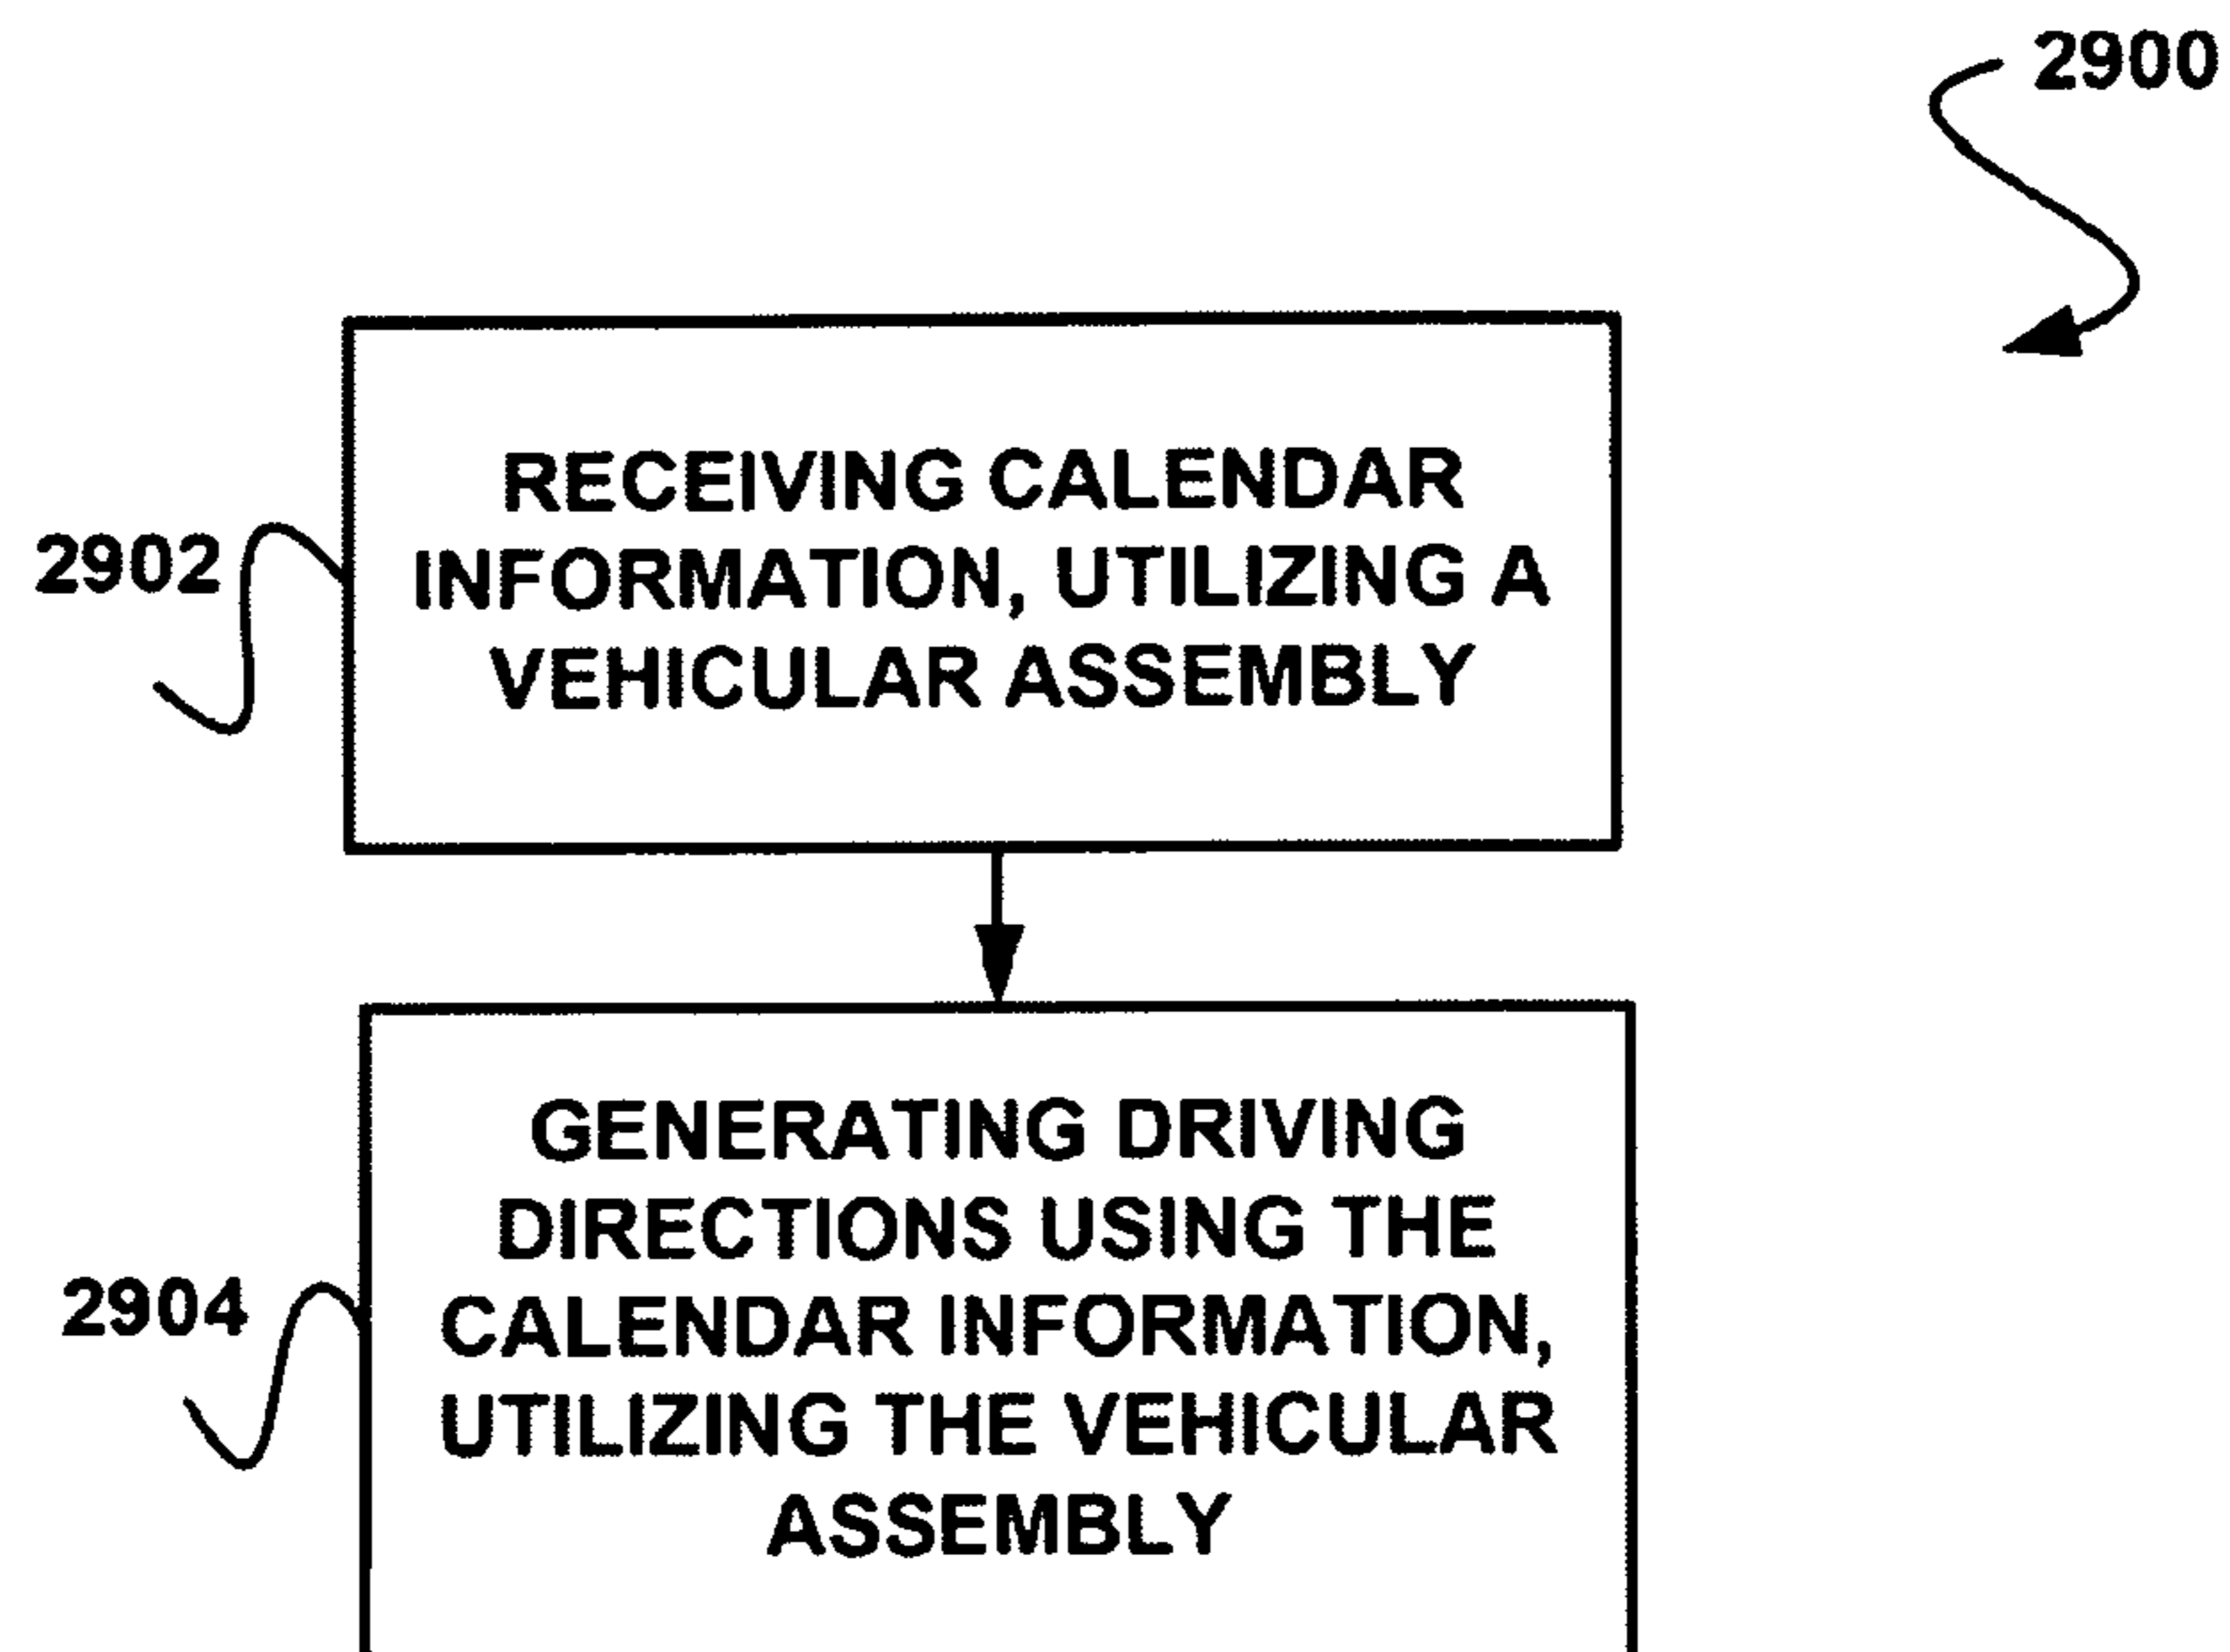 2900
RECEIVING CALENDAR
INFORMATION, UTILIZING A
VEHICULAR ASSEMBLY
2902
GENERATING DRIVING
DIRECTIONS USING THE
CALENDAR INFORMATION,
UTILIZING THE VEHICULAR
ASSEMBLY
2904